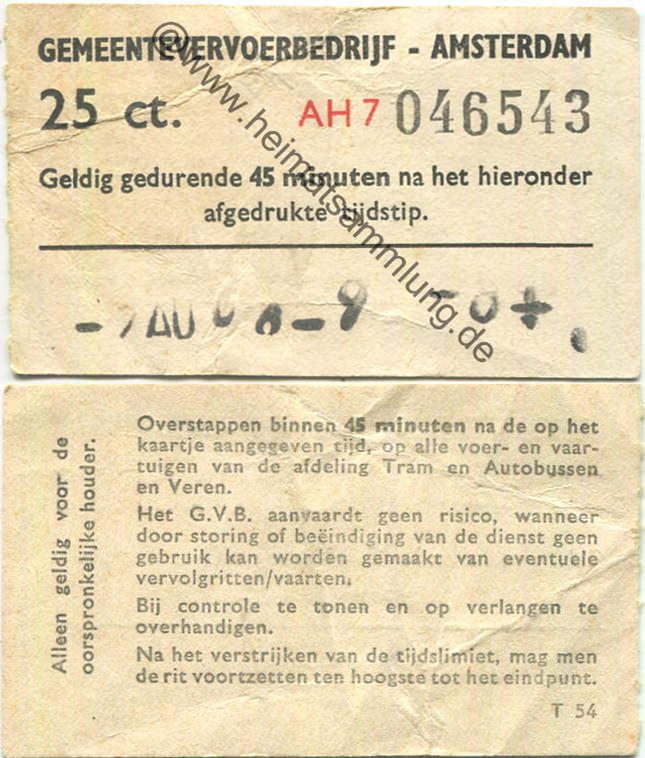 GEMEENTEVERVOERBEDRIJF - AMSTERDAM
25 ct. AH 7 046543
Geldig gedurende 45 minuten na het hieronder
afgedrukte tijdstip.
@www.heimatsammlung.de
Alleen geldig voor de
oorspronkelijke houder.
Overstappen binnen 45 minuten na de op het
kaartje aangegeven tijd, op alle voer- en vaar-
tuigen van de afdeling Tram en Autobussen
en Veren.
Het G.V.B. aanvaardt geen risico, wanneer
door storing of beëindiging van de dienst geen
gebruik kan worden gemaakt van eventuele
vervolgritten/vaarten.
Bij controle te tonen en op verlangen te
overhandigen.
Na het verstrijken van de tijdslimiet, mag men
de rit voortzetten ten hoogste tot het eindpunt.
T 54